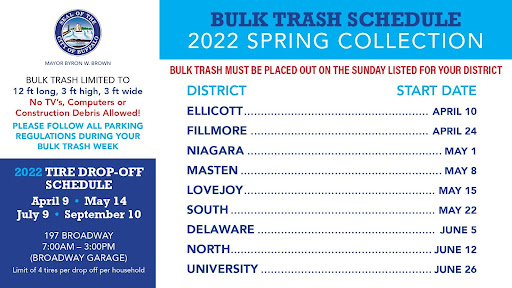 SEAL OF THE
CITY OF BUFFALO
MAYOR BYRON W. BROWN
BULK TRASH LIMITED TO
12 ft long, 3 ft high, 3 ft wide
No TV's, Computers or
Construction Debris Allowed!
PLEASE FOLLOW ALL PARKING
REGULATIONS DURING YOUR
BULK TRASH WEEK
2022 TIRE DROP-OFF
SCHEDULE
April 9 • May 14
July 9 • September 10
197 BROADWAY
7:00AM – 3:00PM
(BROADWAY GARAGE)
Limit of 4 tires per drop off per household
BULK TRASH SCHEDULE
2022 SPRING COLLECTION
BULK TRASH MUST BE PLACED OUT ON THE SUNDAY LISTED FOR YOUR DISTRICT
DISTRICT START DATE
ELLICOTT........................................................ APRIL 10
FILLMORE ...................................................... APRIL 24
NIAGARA ............................................................ MAY 1
MASTEN .............................................................. MAY 8
LOVEJOY ........................................................... MAY 15
SOUTH ............................................................... MAY 22
DELAWARE ....................................................... JUNE 5
NORTH.............................................................. JUNE 12
UNIVERSITY .................................................... JUNE 26